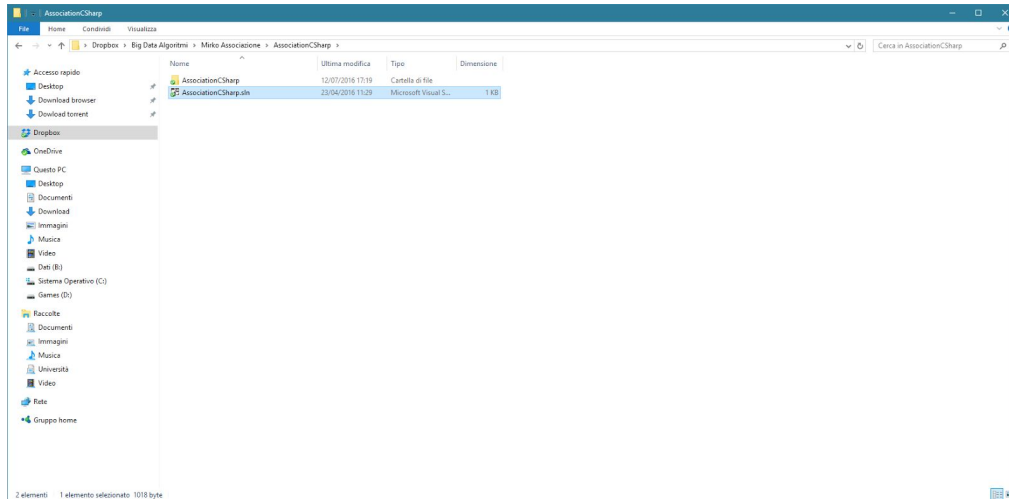 AssociationCSharp
File Home Condividi Visualizza
Dropbox > Big Data Algoritmi > Mirko Associazione > AssociationCSharp >
Cerca in AssociationCSharp
Nome Ultima modifica Tipo Dimensione
Accesso rapido
Desktop
Download browser
Dowload torrent
Dropbox
OneDrive
Questo PC
Desktop
Documenti
Download
Immagini
Musica
Video
Dati (B:)
Sistema Operativo (C:)
Games (D:)
Raccolte
Documenti
Immagini
Musica
Università
Video
Rete
Gruppo home
AssociationCSharp 12/07/2016 17:19 Cartella di file
AssociationCSharp.sln 23/04/2016 11:29 Microsoft Visual S... 1 KB
2 elementi 1 elemento selezionato 1018 byte